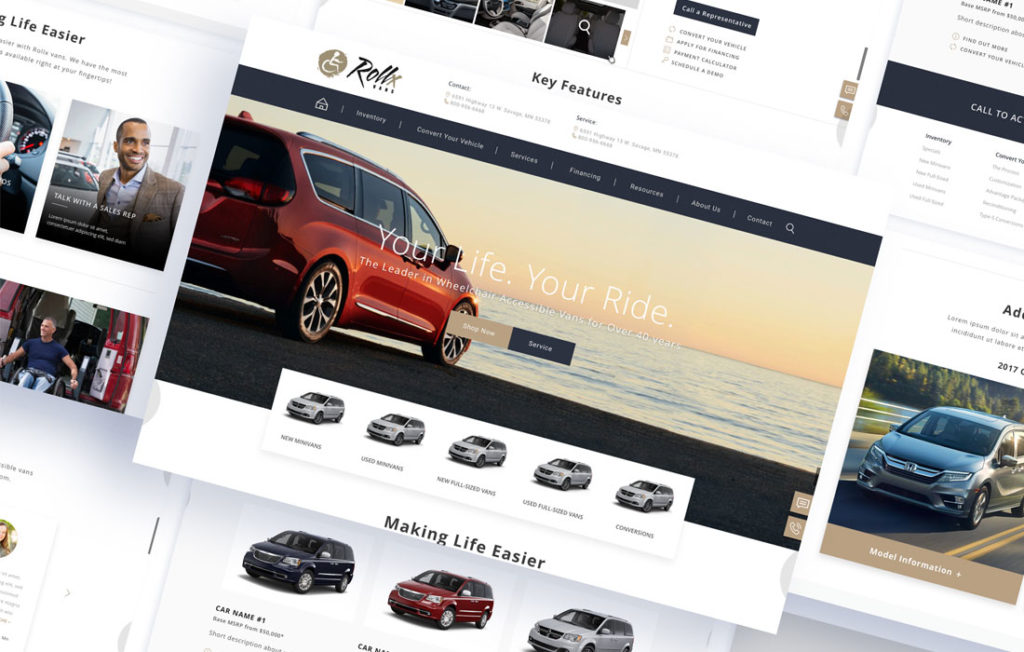 g Life Easier
asier with Rollx vans. We have the most
s available right at your fingertips!
TALK WITH A SALES REP
Lorem ipsum dolor sit amet,
consectetuer adipiscing elit, sed diam
Call a Representative
CONVERT YOUR VEHICLE
APPLY FOR FINANCING
PAYMENT CALCULATOR
SCHEDULE A DEMO
Key Features
CAR NAME #1
Base MSRP from $50,000*
Short description about
FIND OUT MORE
CONVERT YOUR VEHICLE
CALL TO AC
Inventory
Specials
New Minivans
New Full-Sized
Used Minivans
Used Full-Sized
Convert Yo
The Process
Customization
Advantage Packa
Reconditioning
Type-S Conversions
Rollx
VANS
Contact:
6591 Highway 13 W. Savage, MN 55378
800-956-6668
Service:
6591 Highway 13 W. Savage, MN 55378
800-956-6668
Inventory
Convert Your Vehicle
Services
Financing
Resources
About Us
Contact
Your Life. Your Ride.
The Leader in Wheelchair Accessible Vans for Over 40 years
Shop Now
Service
NEW MINIVANS
USED MINIVANS
NEW FULL-SIZED VANS
USED FULL-SIZED VANS
CONVERSIONS
Making Life Easier
CAR NAME #1
Base MSRP from $50,000*
Short description about
CAR N
Base MS
CA
ssible vans
om.
Ad
Lorem ipsum dolor sit a
incididunt ut labore et
2017 C
Model Information +